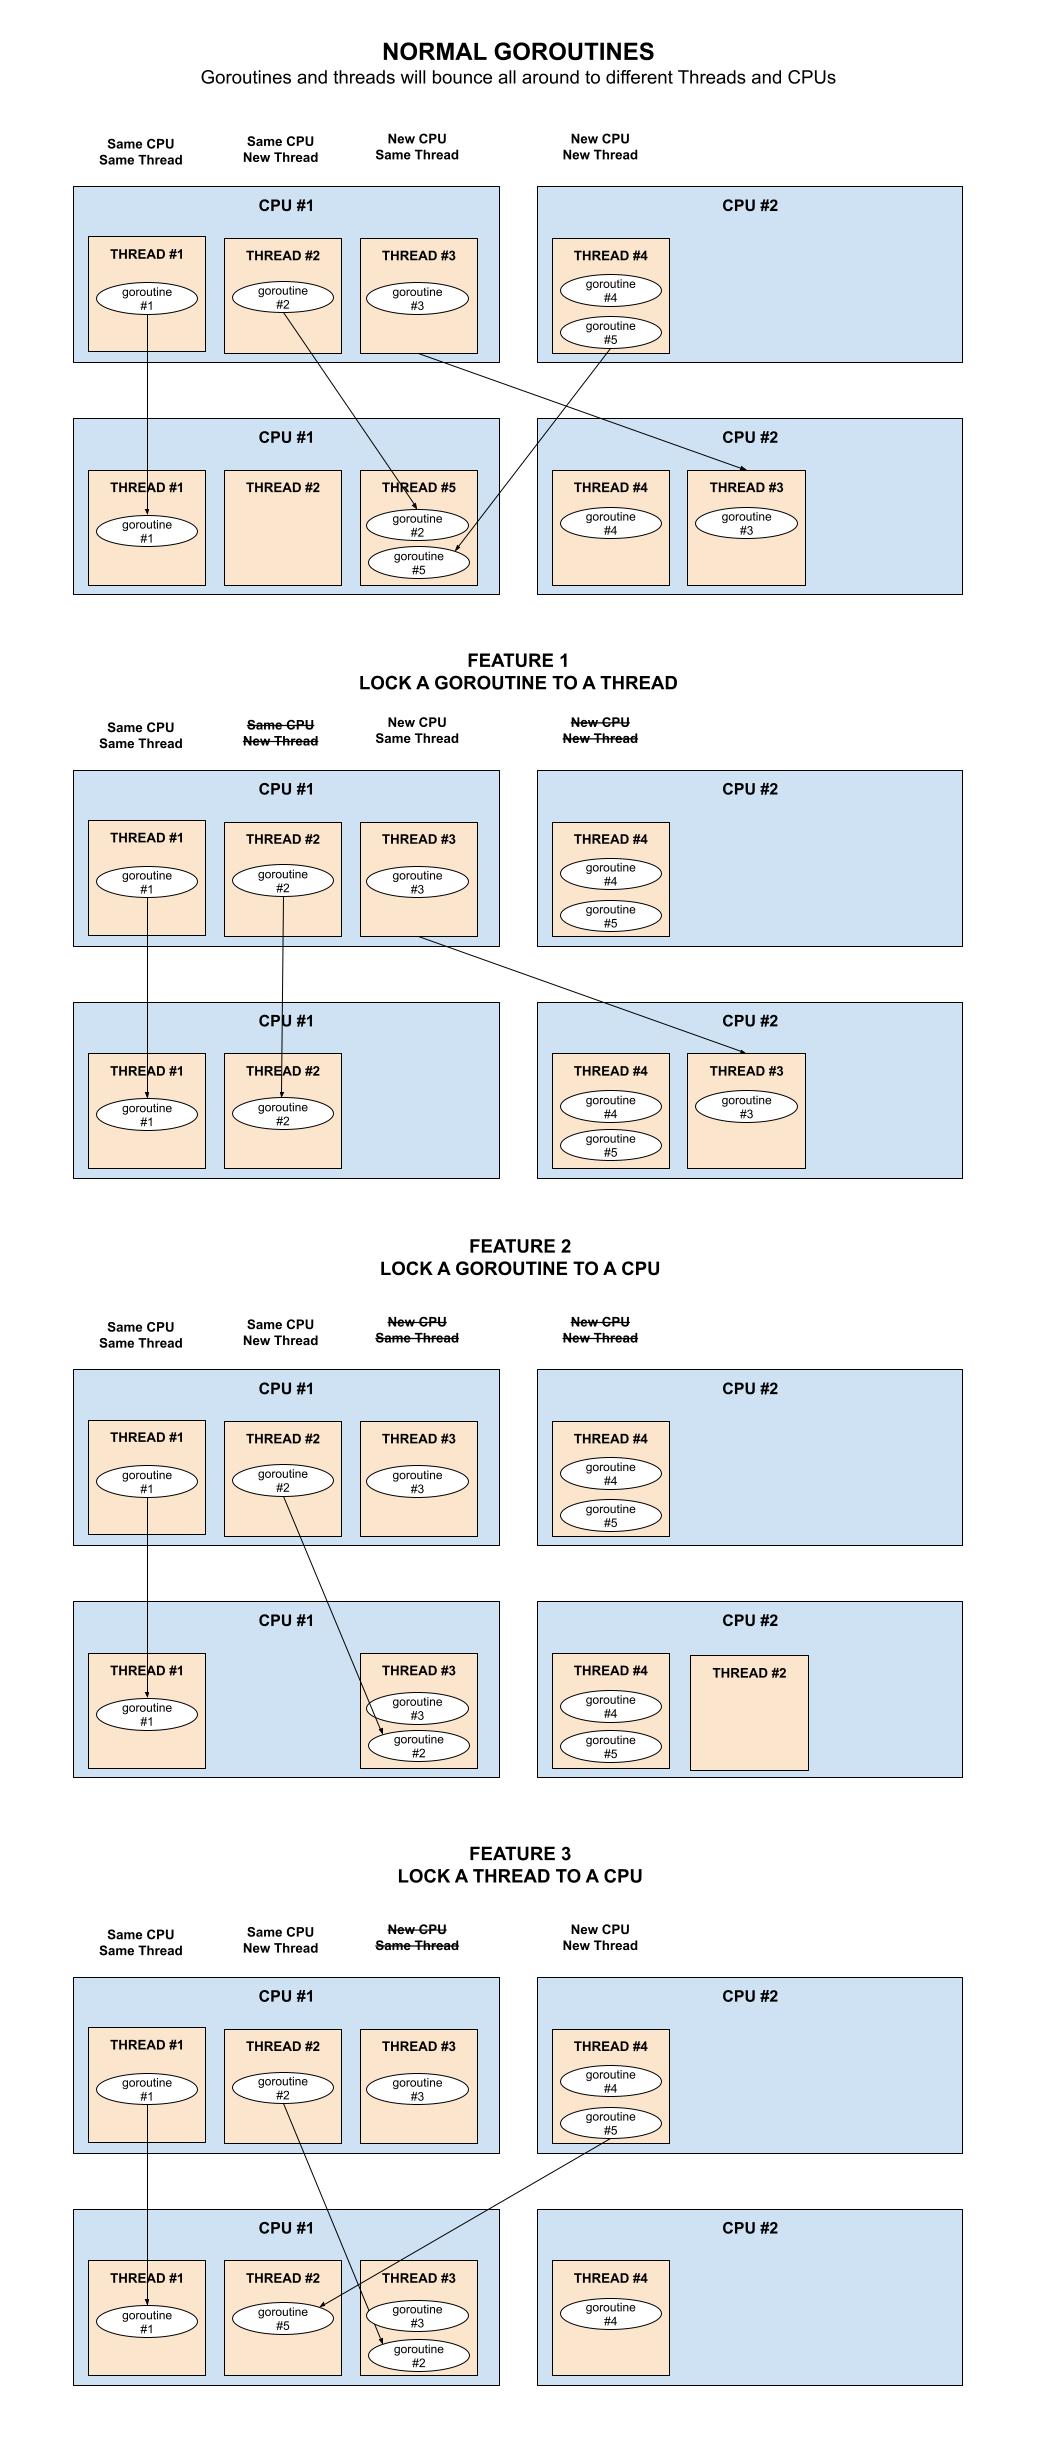 NORMAL GOROUTINES
Goroutines and threads will bounce all around to different Threads and CPUs
Same CPU
Same Thread
Same CPU
New Thread
New CPU
Same Thread
New CPU
New Thread
CPU #1
THREAD #1
goroutine
#1
THREAD #2
goroutine
#2
THREAD #3
goroutine
#3
CPU #2
THREAD #4
goroutine
#4
goroutine
#5
CPU #1
THREAD #1
goroutine
#1
THREAD #2
THREAD #5
goroutine
#2
goroutine
#5
CPU #2
THREAD #4
goroutine
#4
THREAD #3
goroutine
#3
FEATURE 1
LOCK A GOROUTINE TO A THREAD
Same CPU
Same Thread
Same CPU
New Thread
New CPU
Same Thread
New CPU
New Thread
CPU #1
THREAD #1
goroutine
#1
THREAD #2
goroutine
#2
THREAD #3
goroutine
#3
CPU #2
THREAD #4
goroutine
#4
goroutine
#5
CPU #1
THREAD #1
goroutine
#1
THREAD #2
goroutine
#2
CPU #2
THREAD #4
goroutine
#4
goroutine
#5
THREAD #3
goroutine
#3
FEATURE 2
LOCK A GOROUTINE TO A CPU
Same CPU
Same Thread
Same CPU
New Thread
New CPU
Same Thread
New CPU
New Thread
CPU #1
THREAD #1
goroutine
#1
THREAD #2
goroutine
#2
THREAD #3
goroutine
#3
CPU #2
THREAD #4
goroutine
#4
goroutine
#5
CPU #1
THREAD #1
goroutine
#1
THREAD #3
goroutine
#3
goroutine
#2
CPU #2
THREAD #4
goroutine
#4
goroutine
#5
THREAD #2
FEATURE 3
LOCK A THREAD TO A CPU
Same CPU
Same Thread
Same CPU
New Thread
New CPU
Same Thread
New CPU
New Thread
CPU #1
THREAD #1
goroutine
#1
THREAD #2
goroutine
#2
THREAD #3
goroutine
#3
CPU #2
THREAD #4
goroutine
#4
goroutine
#5
CPU #1
THREAD #1
goroutine
#1
THREAD #2
goroutine
#5
THREAD #3
goroutine
#3
goroutine
#2
CPU #2
THREAD #4
goroutine
#4